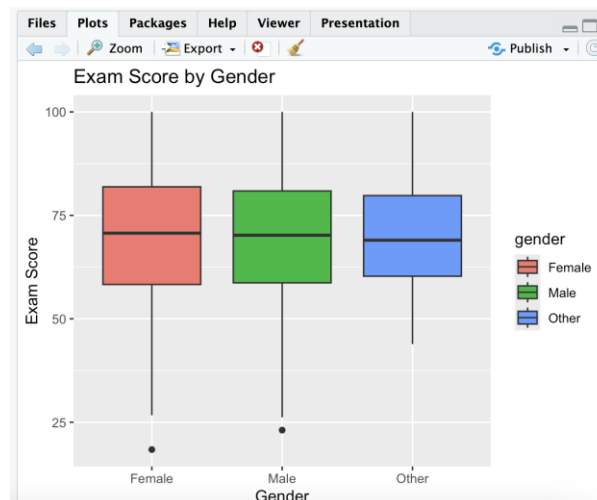 Files Plots Packages Help Viewer Presentation
Zoom Export Publish
Exam Score by Gender
100
75
50
25
Exam Score
Female Male Other
Gender
gender
Female
Male
Other